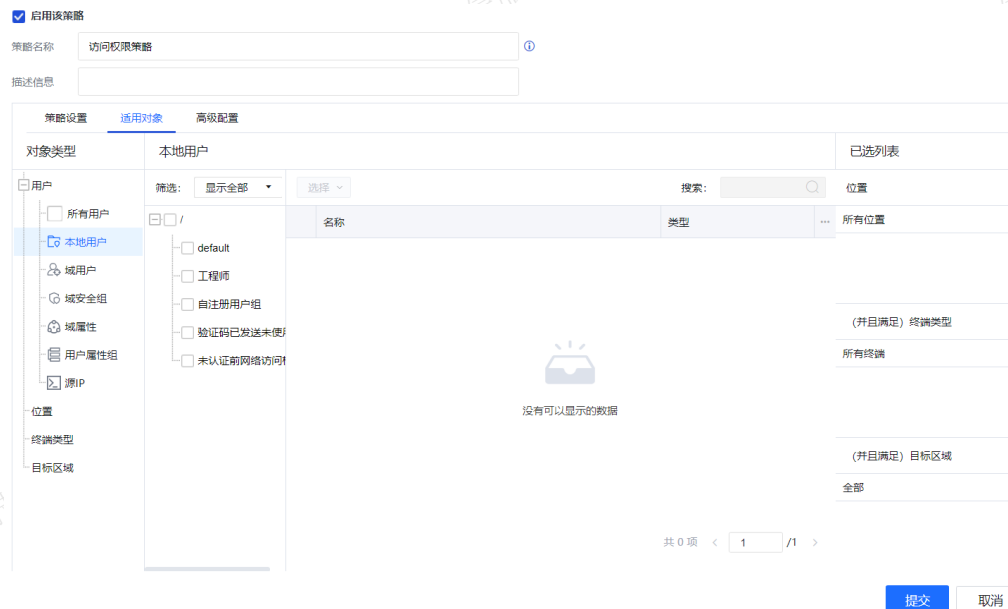 启用该策略
策略名称 访问权限策略
描述信息
策略设置 适用对象 高级配置
对象类型 本地用户 已选列表
用户 筛选： 显示全部 选择 搜索： 位置
所有用户 / 名称 类型 ... 所有位置
本地用户 default
域用户 工程师
域安全组 自注册用户组
域属性 验证码已发送未使 (并且满足) 终端类型
用户属性组 未认证前网络访问 所有终端
源IP
位置 没有可以显示的数据
终端类型
目标区域 (并且满足) 目标区域
全部
共 0 项 < 1 /1 >
提交 取消